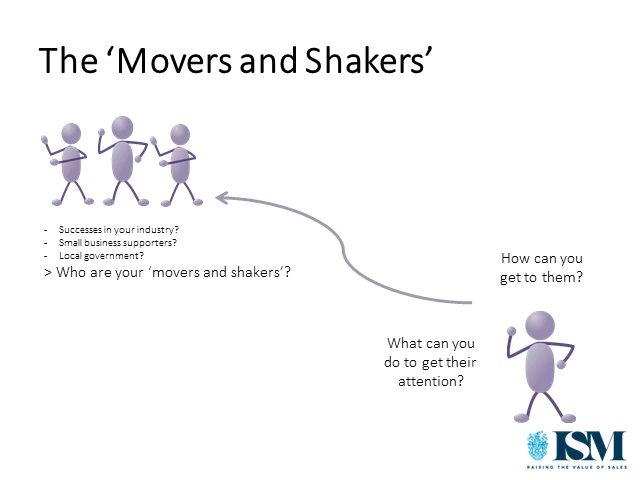 The ‘Movers and Shakers’
- Successes in your industry?
- Small business supporters?
- Local government?
> Who are your ‘movers and shakers’?
How can you
get to them?
What can you
do to get their
attention?
ISM
RAISING THE VALUE OF SALES